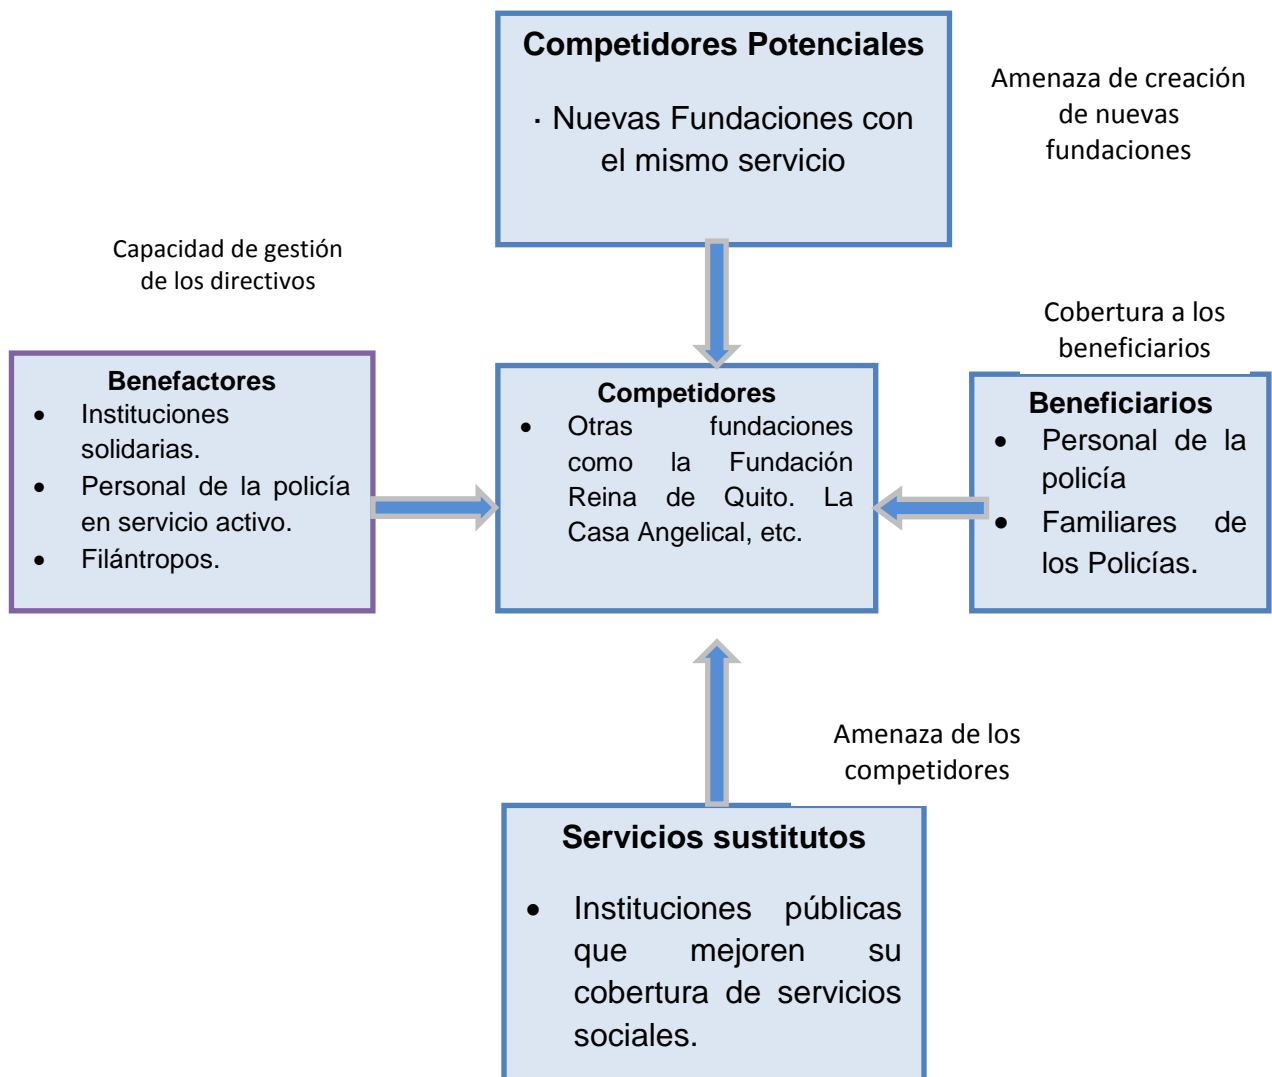 Competidores Potenciales
· Nuevas Fundaciones con
el mismo servicio
Amenaza de creación
de nuevas
fundaciones
Capacidad de gestión
de los directivos
Benefactores
• Instituciones
solidarias.
• Personal de la policía
en servicio activo.
• Filántropos.
Competidores
• Otras fundaciones
como la Fundación
Reina de Quito. La
Casa Angelical, etc.
Cobertura a los
beneficiarios
Beneficiarios
• Personal de la
policía
• Familiares de
los Policías.
Amenaza de los
competidores
Servicios sustitutos
• Instituciones públicas
que mejoren su
cobertura de servicios
sociales.